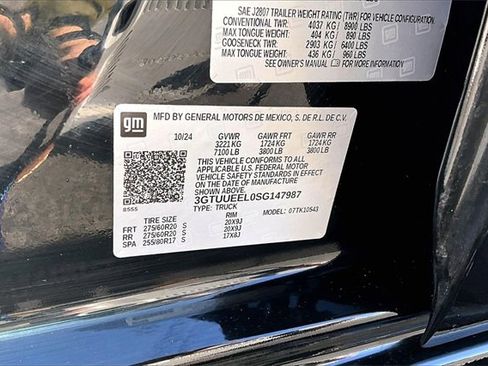 SAE J2807 TRAILER WEIGHT RATING (TWR) FOR VEHICLE CONFIGURATION.
CONVENTIONAL TWR 4037 KG / 8900 LBS
MAX TONGUE WEIGHT: 404 KG / 890 LBS
GOOSENECK TWR: 2903 KG / 6400 LBS
MAX TONGUE WEIGHT: 436 KG / 960 LBS
SEE OWNER'S MANUAL FOR MORE INFORMATION
gm
MFD BY GENERAL MOTORS DE MEXICO, S. DE R.L. DE C.V.
10/24 GVWR GAWR FRT GAWR RR
3221 KG 1724 KG 1724 KG
7100 LB 3800 LB 3800 LB
THIS VEHICLE CONFORMS TO ALL
APPLICABLE U.S. FEDERAL MOTOR
VEHICLE SAFETY STANDARDS IN EFFECT ON
THE DATE OF MANUFACTURE SHOWN ABOVE.
3GTUUEEL0SG147987
TYPE: TRUCK MODEL: 07TK10543
TIRE SIZE RIM
FRT 275/60R20 S 20X9J
RR 275/60R20 S 20X9J
SPA 255/80R17 S 17X8J